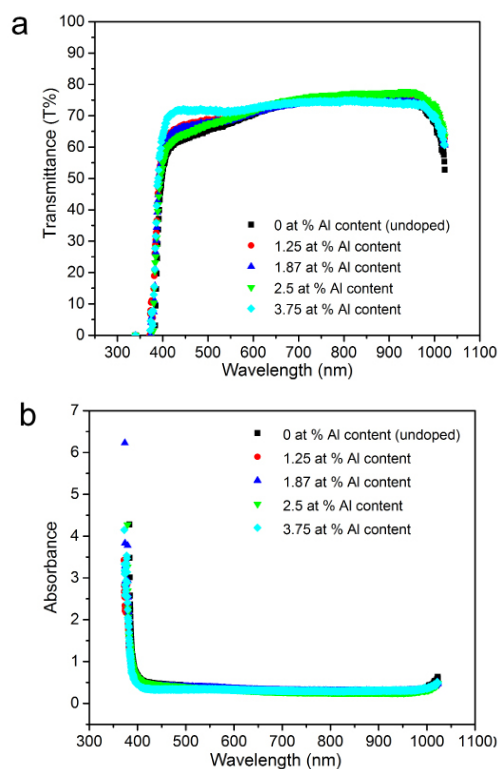 a
100
90
80
70
60
50
40
30
20
10
0
Transmittance (T%)
0 at % Al content (undoped)
1.25 at % Al content
1.87 at % Al content
2.5 at % Al content
3.75 at % Al content
300 400 500 600 700 800 900 1000 1100
Wavelength (nm)
b
7
6
5
4
3
2
1
0
Absorbance
0 at % Al content (undoped)
1.25 at % Al content
1.87 at % Al content
2.5 at % Al content
3.75 at % Al content
300 400 500 600 700 800 900 1000 1100)
Wavelength (nm)